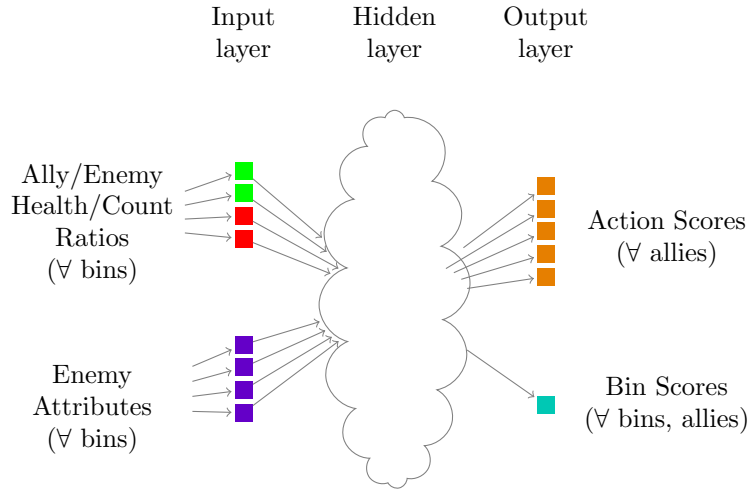 Input
layer
Hidden
layer
Output
layer
Ally/Enemy
Health/Count
Ratios
(∀ bins)
Action Scores
(∀ allies)
Enemy
Attributes
(∀ bins)
Bin Scores
(∀ bins, allies)